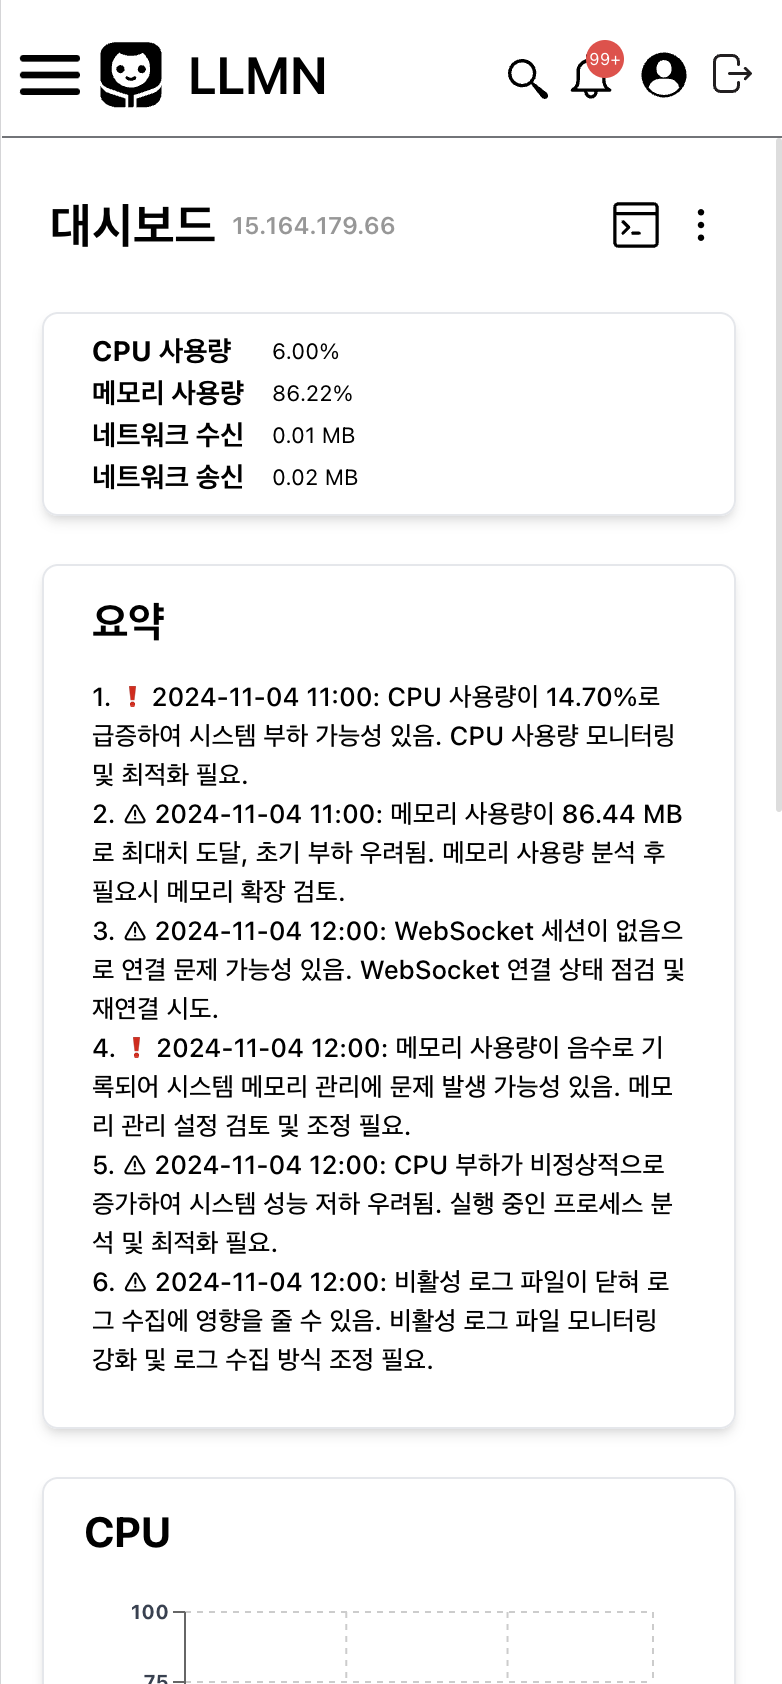 LLMN
99+
대시보드 15.164.179.66
CPU 사용량 6.00%
메모리 사용량 86.22%
네트워크 수신 0.01 MB
네트워크 송신 0.02 MB
요약
1. ❗ 2024-11-04 11:00: CPU 사용량이 14.70%로
급증하여 시스템 부하 가능성 있음. CPU 사용량 모니터링
및 최적화 필요.
2. ⚠ 2024-11-04 11:00: 메모리 사용량이 86.44 MB
로 최대치 도달, 초기 부하 우려됨. 메모리 사용량 분석 후
필요시 메모리 확장 검토.
3. ⚠ 2024-11-04 12:00: WebSocket 세션이 없음으
로 연결 문제 가능성 있음. WebSocket 연결 상태 점검 및
재연결 시도.
4. ❗ 2024-11-04 12:00: 메모리 사용량이 음수로 기
록되어 시스템 메모리 관리에 문제 발생 가능성 있음. 메모
리 관리 설정 검토 및 조정 필요.
5. ⚠ 2024-11-04 12:00: CPU 부하가 비정상적으로
증가하여 시스템 성능 저하 우려됨. 실행 중인 프로세스 분
석 및 최적화 필요.
6. ⚠ 2024-11-04 12:00: 비활성 로그 파일이 닫혀 로
그 수집에 영향을 줄 수 있음. 비활성 로그 파일 모니터링
강화 및 로그 수집 방식 조정 필요.
CPU
100
75